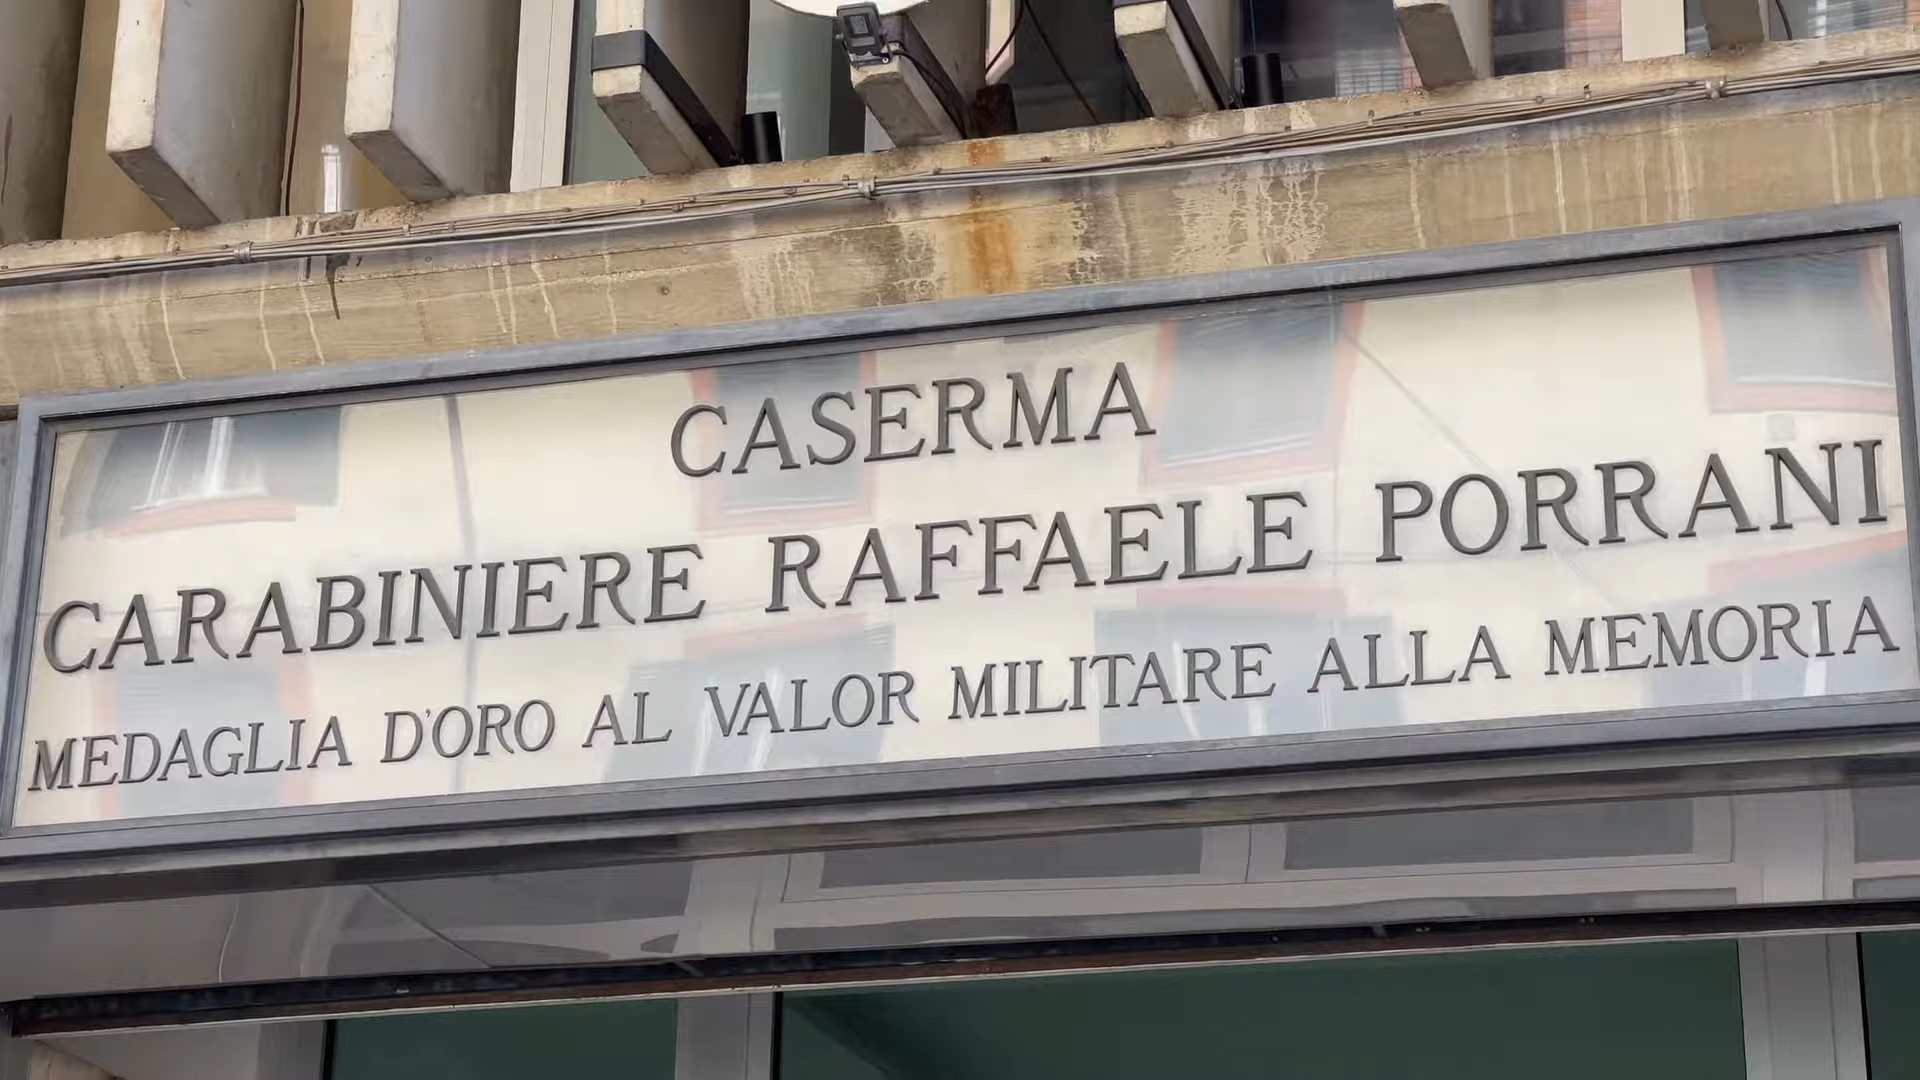 CASERMA
CARABINIERE RAFFAELE PORRANI
MEDAGLIA D'ORO AL VALOR MILITARE ALLA MEMORIA